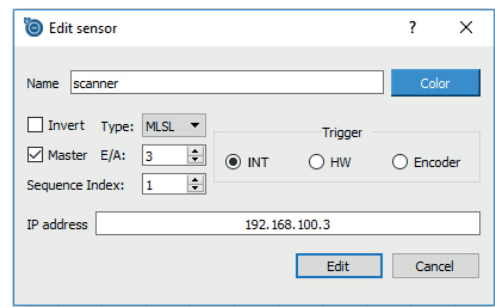 Edit sensor ? X
Name scanner Color
Invert Type: MLSL
Trigger
Master E/A: 3
INT HW Encoder
Sequence Index: 1
IP address 192.168.100.3
Edit Cancel